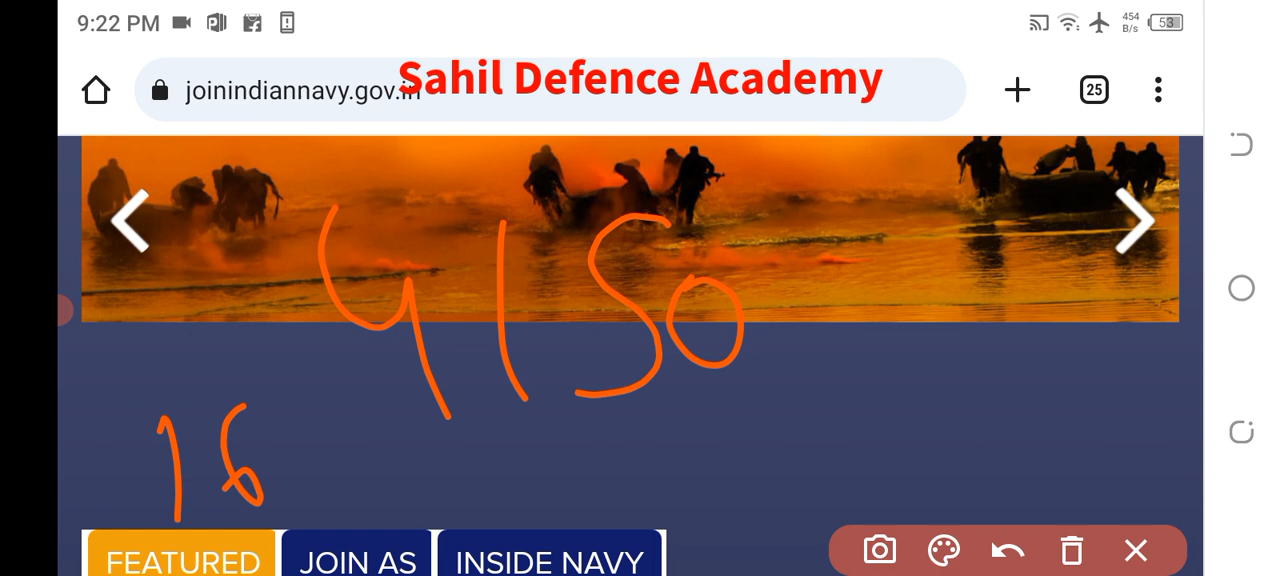 9:22 PM 454 B/s 53
Sahil Defence Academy
joinindiannavy.gov.in 25
4150
16
FEATURED JOIN AS INSIDE NAVY